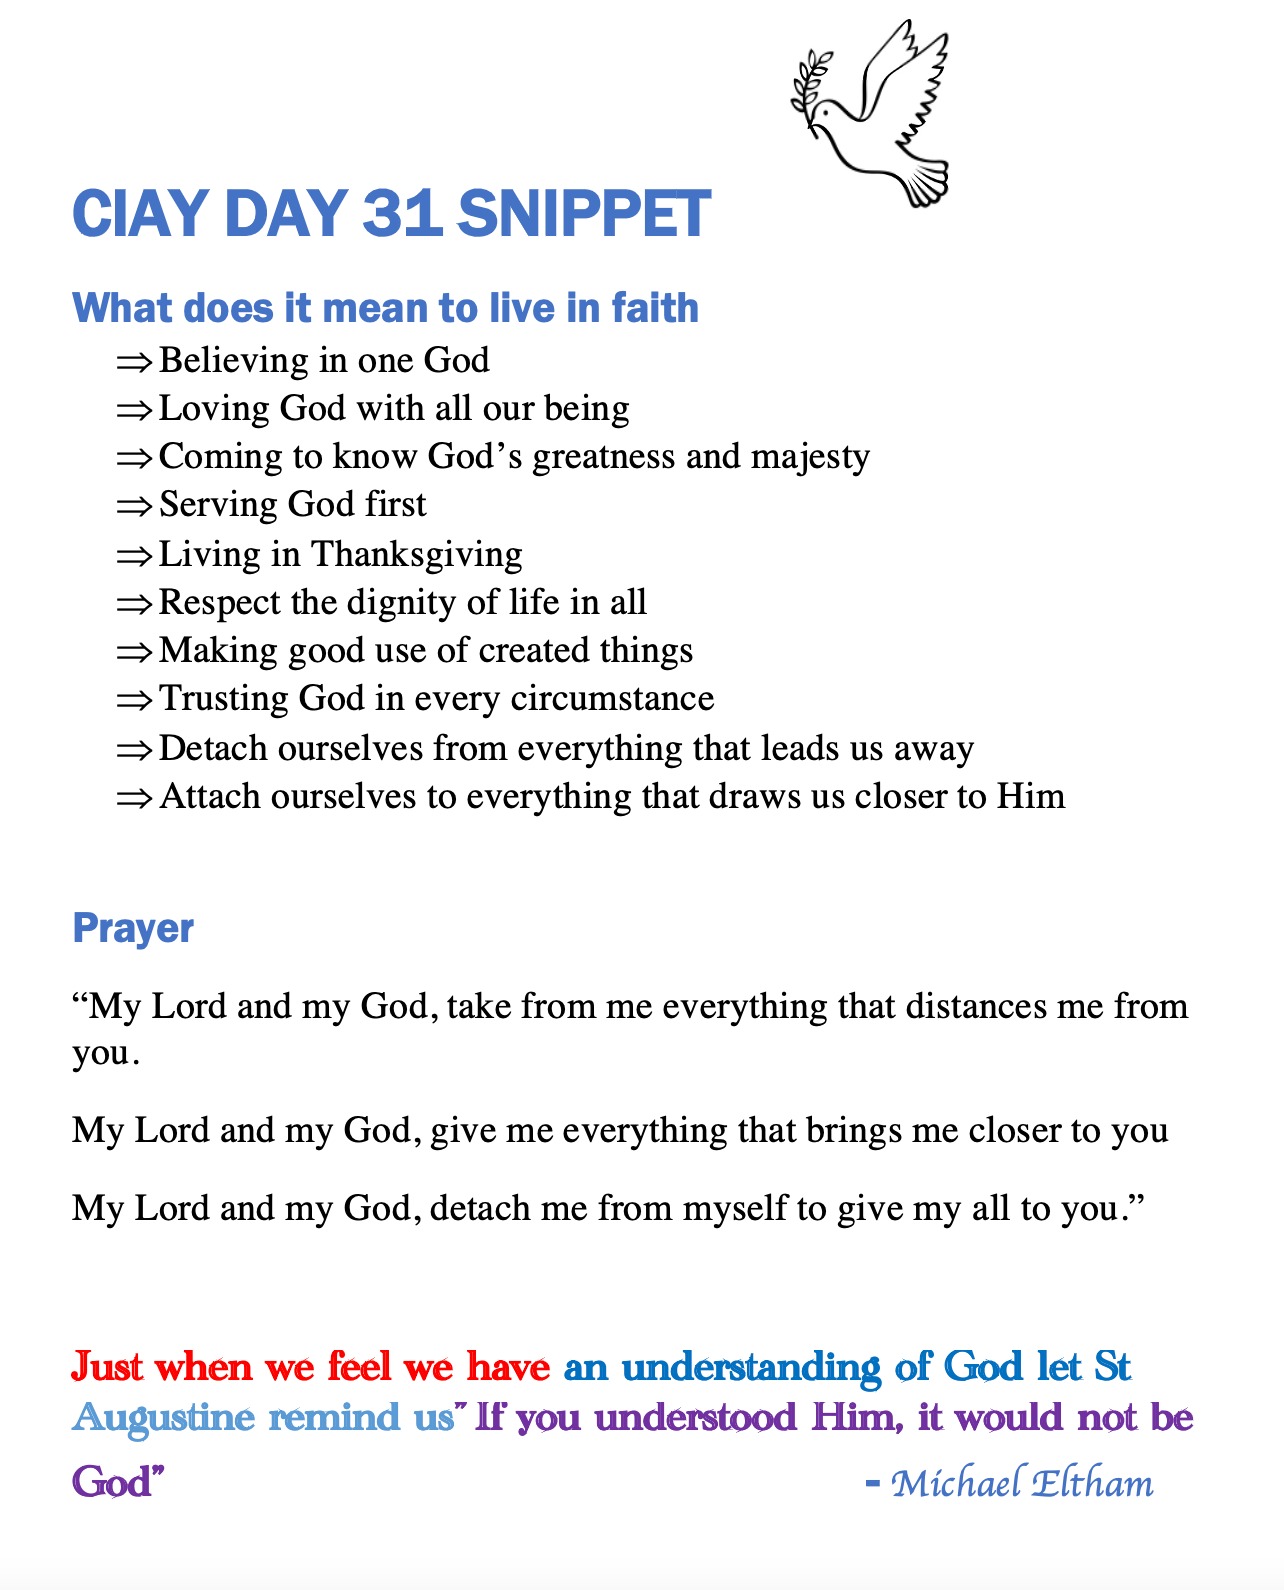 CIAY DAY 31 SNIPPET
What does it mean to live in faith
⇒Believing in one God
⇒Loving God with all our being
⇒Coming to know God’s greatness and majesty
⇒Serving God first
⇒Living in Thanksgiving
⇒Respect the dignity of life in all
⇒Making good use of created things
⇒Trusting God in every circumstance
⇒Detach ourselves from everything that leads us away
⇒Attach ourselves to everything that draws us closer to Him
Prayer
“My Lord and my God, take from me everything that distances me from
you.
My Lord and my God, give me everything that brings me closer to you
My Lord and my God, detach me from myself to give my all to you.”
Just when we feel we have an understanding of God let St
Augustine remind us” If you understood Him, it would not be
God” - Michael Eltham